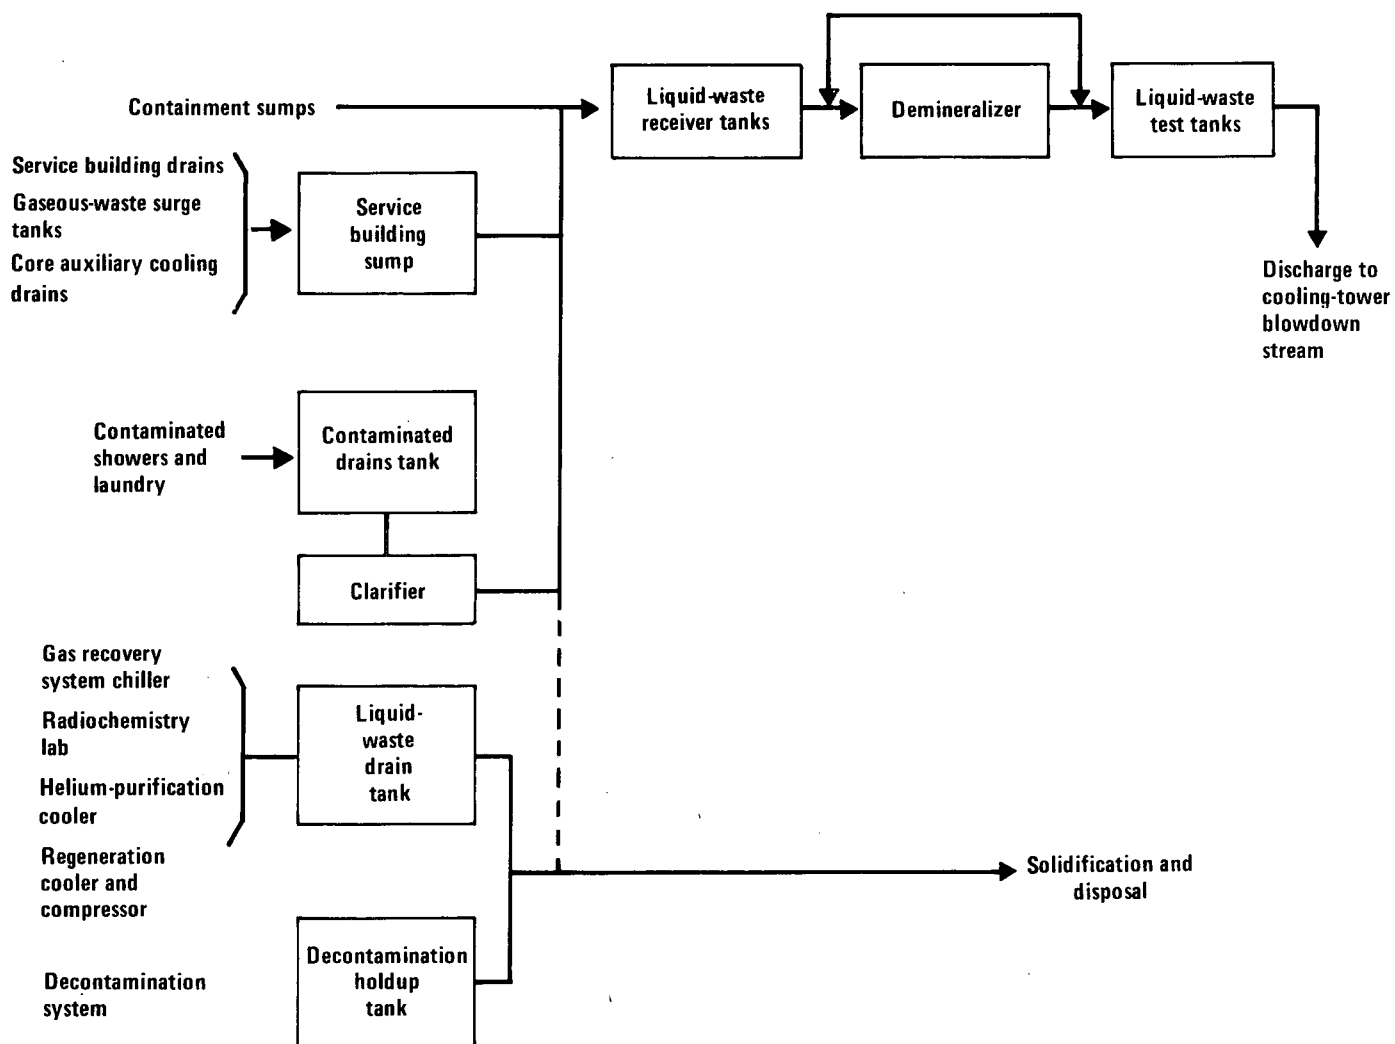 Containment sumps
Liquid-waste
receiver tanks
Demineralizer
Liquid-waste
test tanks
Service building drains
Gaseous-waste surge
tanks
Core auxiliary cooling
drains
Service
building
sump
Discharge to
cooling-tower
blowdown
stream
Contaminated
showers and
laundry
Contaminated
drains tank
Clarifier
Gas recovery
system chiller
Radiochemistry
lab
Helium-purification
cooler
Regeneration
cooler and
compressor
Liquid-
waste
drain
tank
Solidification and
disposal
Decontamination
system
Decontamination
holdup
tank